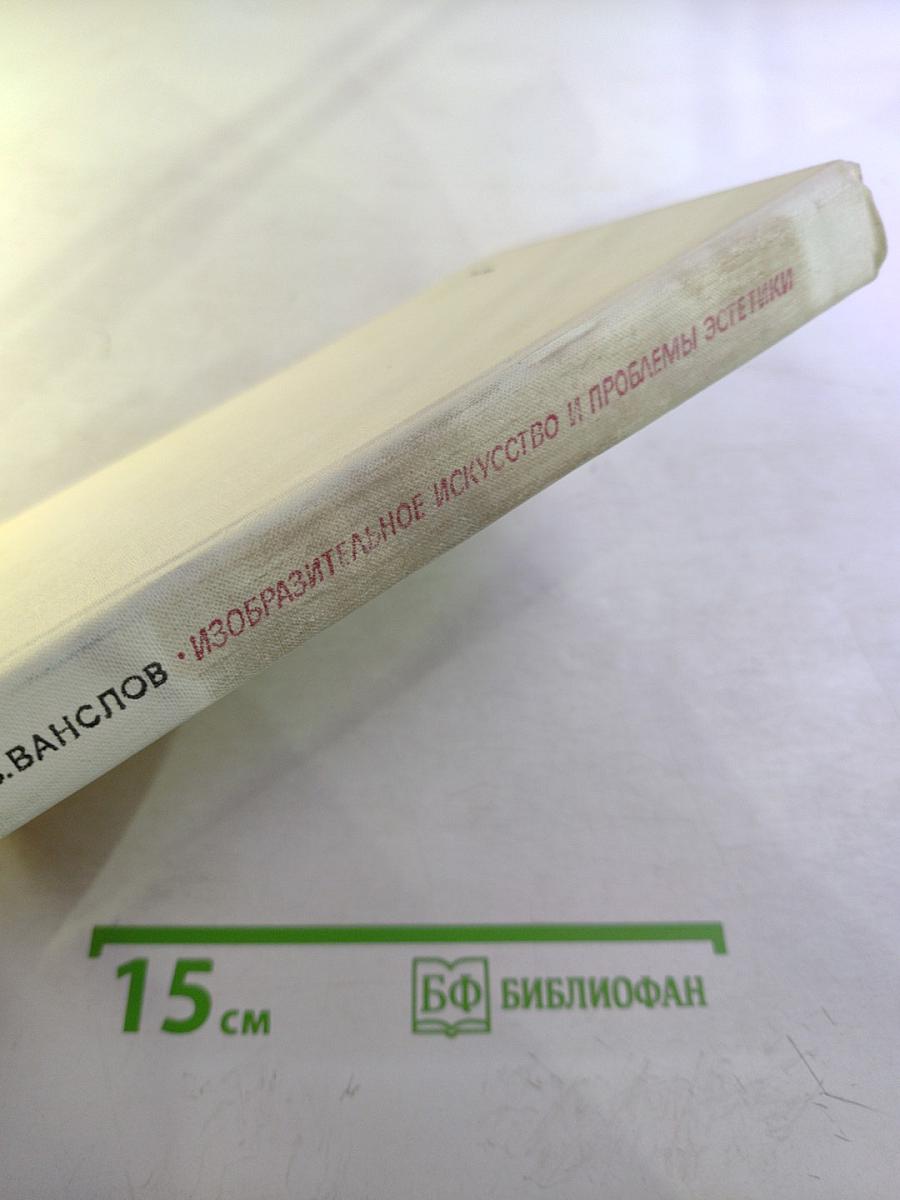 В.ВАНСЛОВ • ИЗОБРАЗИТЕЛЬНОЕ ИСКУССТВО И ПРОБЛЕМЫ ЭСТЕТИКИ
15 см
БФ БИБЛИОФАН